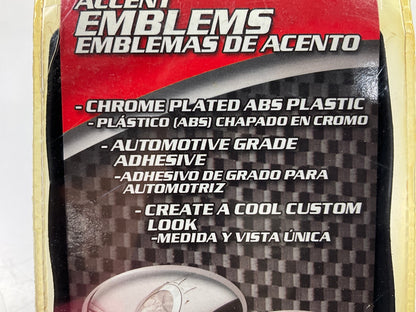 ACCENT
EMBLEMS
EMBLEMAS DE ACENTO
- CHROME PLATED ABS PLASTIC
- PLÁSTICO (ABS) CHAPADO EN CROMO
- AUTOMOTIVE GRADE
ADHESIVE
-ADHESIVO DE GRADO PARA
AUTOMOTRIZ
- CREATE A COOL CUSTOM
LOOK
-MEDIDA Y VISTA ÚNICA